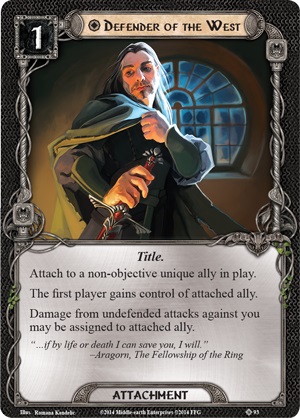 1
Defender of the West
Title.
Attach to a non-objective unique ally in play.
The first player gains control of attached ally.
Damage from undefended attacks against you
may be assigned to attached ally.
“...if by life or death I can save you, I will.”
–Aragorn, The Fellowship of the Ring
ATTACHMENT
Illus. Romana Kendelic
©2014 Middle-earth Enterprises ©2014 FFG
93